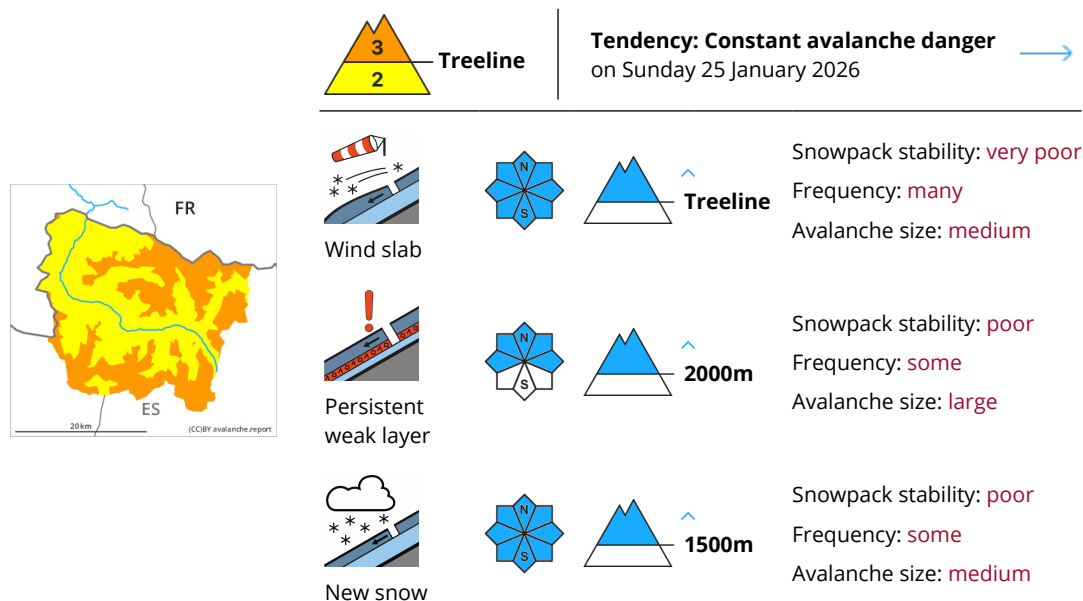 3
2
Treeline
Tendency: Constant avalanche danger
on Sunday 25 January 2026
FR
ES
20 km
(CC)BY avalanche.report
N
S
Wind slab
Treeline
Snowpack stability: very poor
Frequency: many
Avalanche size: medium
N
S
Persistent
weak layer
2000m
Snowpack stability: poor
Frequency: some
Avalanche size: large
N
S
New snow
1500m
Snowpack stability: poor
Frequency: some
Avalanche size: medium